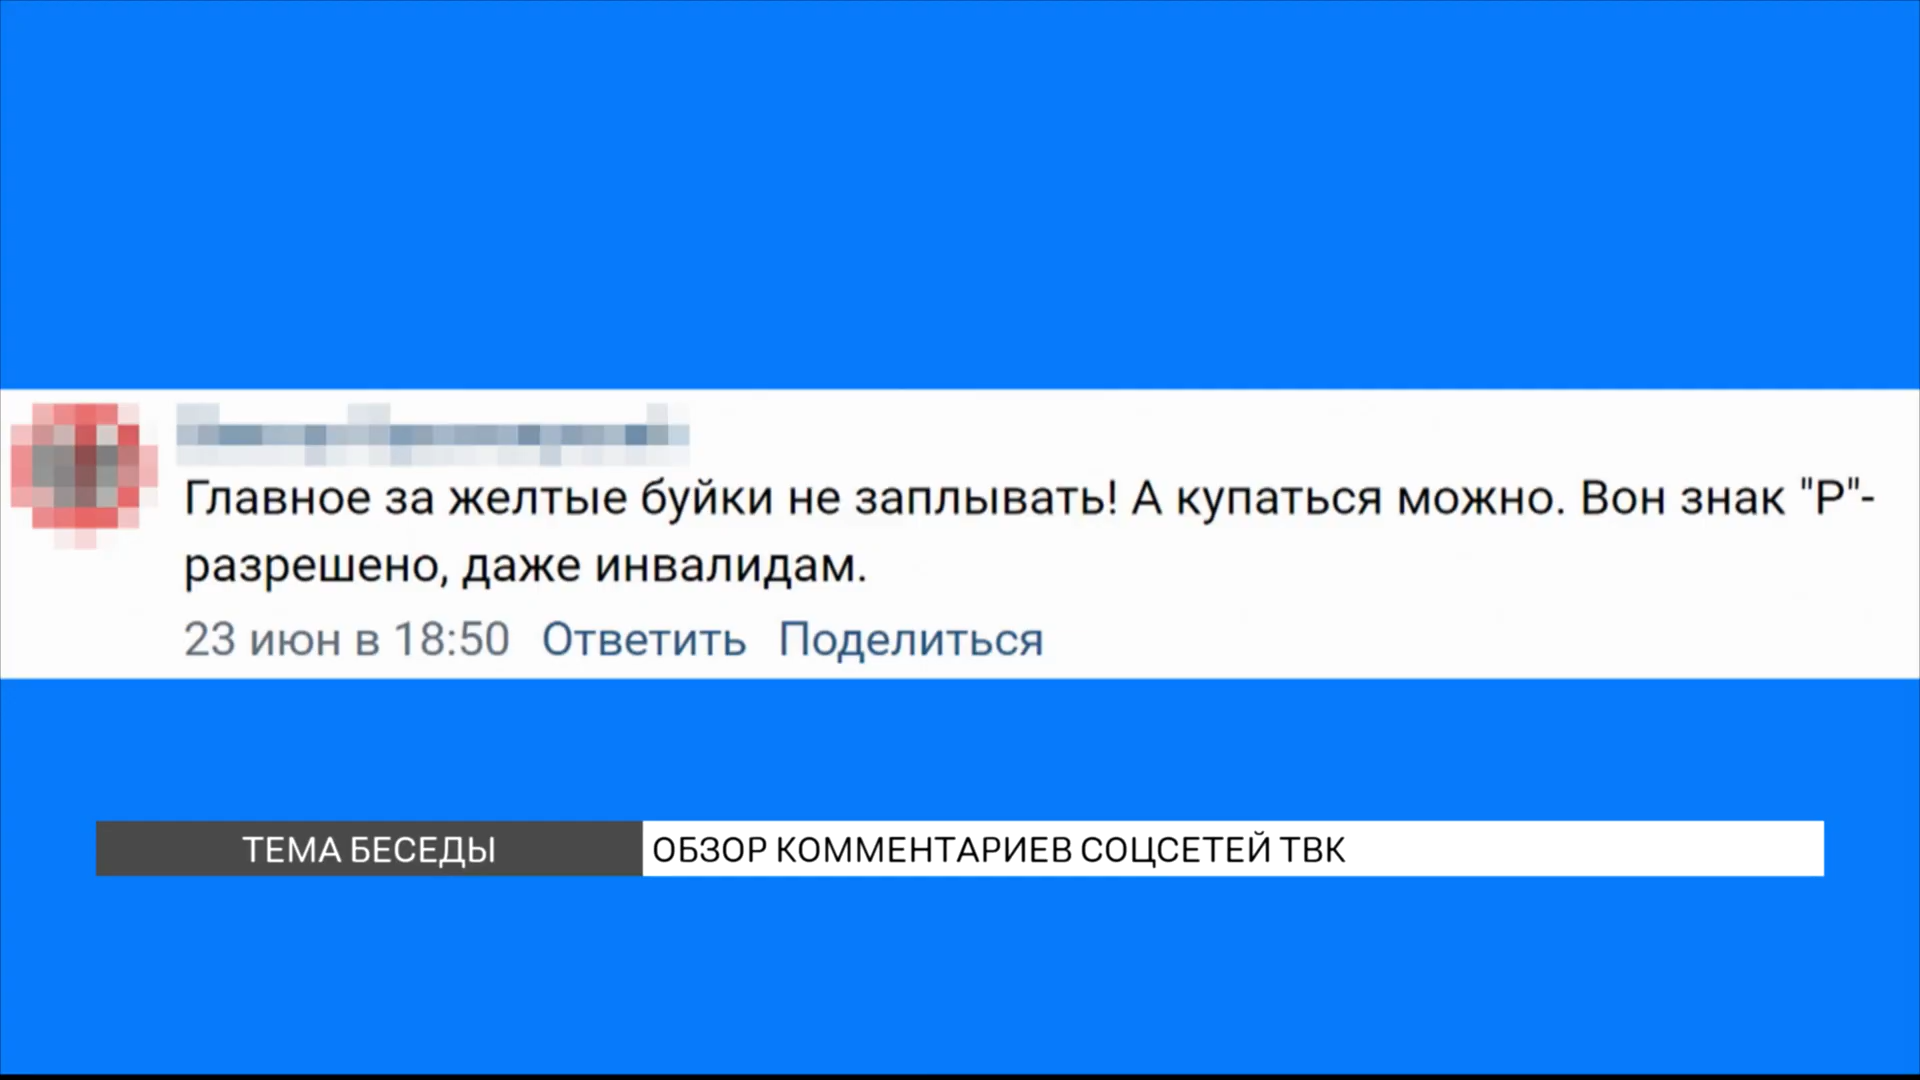 Главное за желтые буйки не заплывать! А купаться можно. Вон знак "Р"-
разрешено, даже инвалидам.
23 июн в 18:50 Ответить Поделиться
ТЕМА БЕСЕДЫ ОБЗОР КОММЕНТАРИЕВ СОЦСЕТЕЙ ТВК